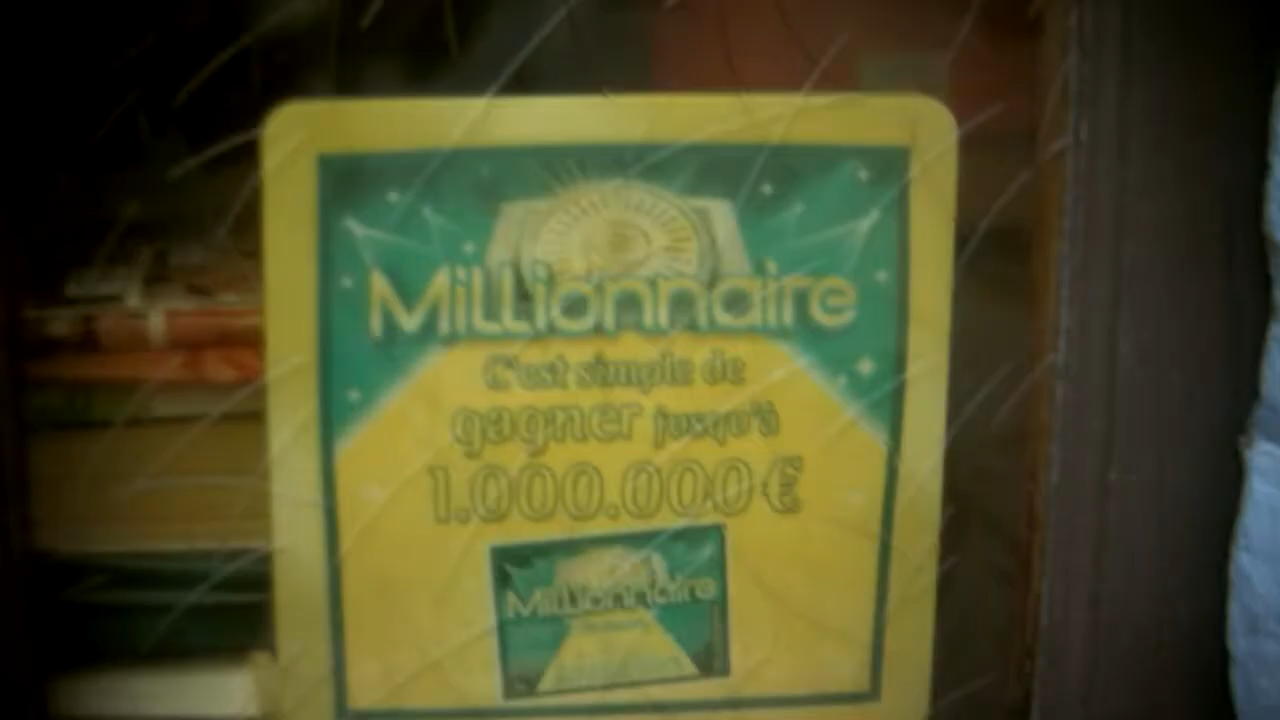 MiLLionnaire
C'est simple de
gagner jusqu'à
1.000.000 €
MiLLionnaire